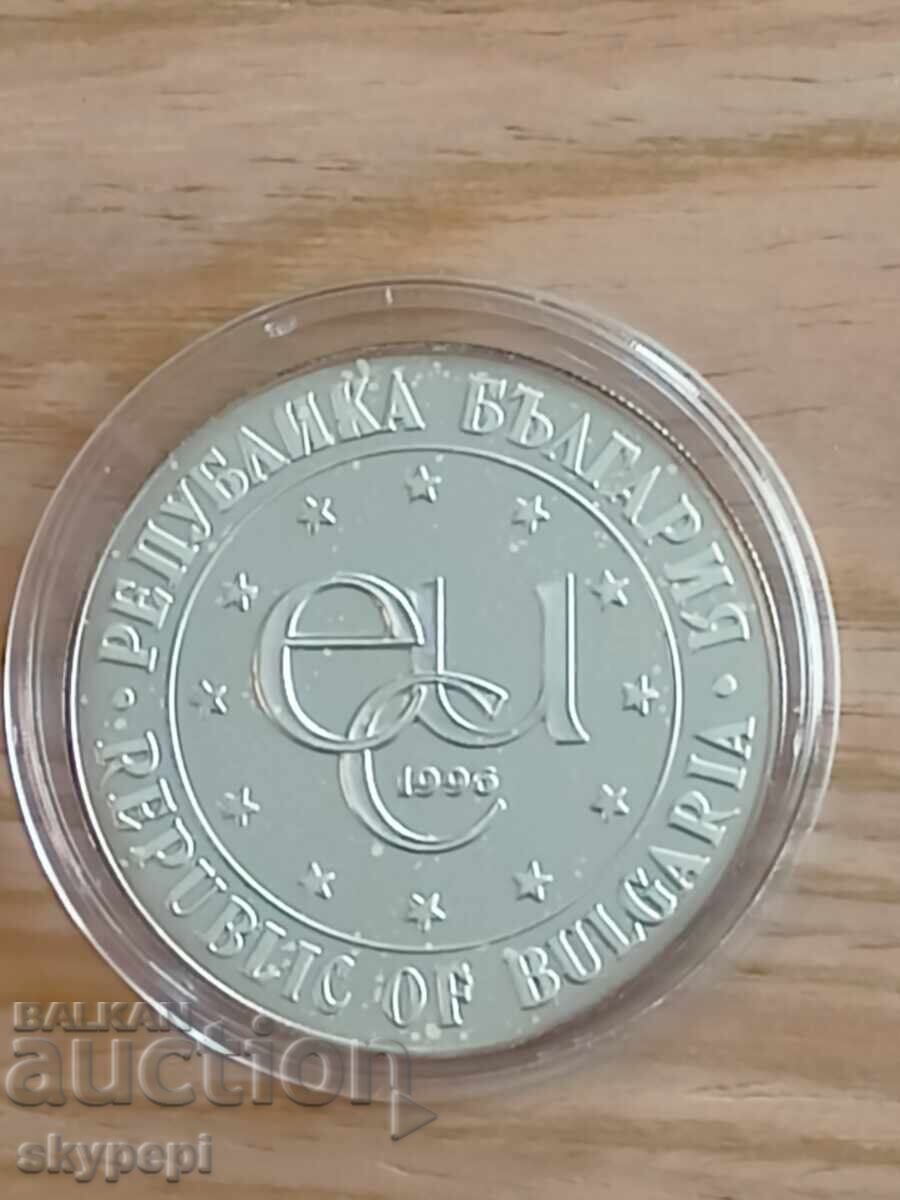 · РЕПУБЛИКА БЪЛГАРИЯ ·
ecu
1996
REPUBLIC OF BULGARIA
BALKAN
auction
skypepi